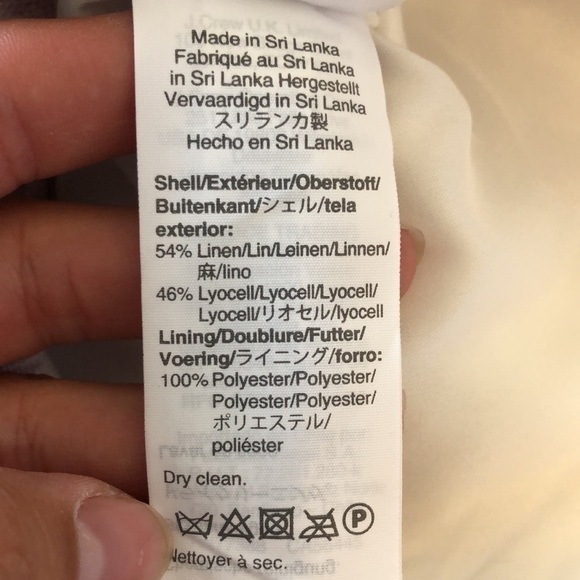 Made in Sri Lanka
Fabriqué au Sri Lanka
in Sri Lanka Hergestellt
Vervaardigd in Sri Lanka
スリランカ製
Hecho en Sri Lanka
Shell/Extérieur/Oberstoff/
Buitenkant/シェル/tela
exterior:
54% Linen/Lin/Leinen/Linnen/
麻/lino
46% Lyocell/Lyocell/Lyocell/
Lyocell/リオセル/lyocell
Lining/Doublure/Futter/
Voering/ライニング/forro:
100% Polyester/Polyester/
Polyester/Polyester/
ポリエステル/
poliéster
Dry clean.
P
Nettoyer à sec.